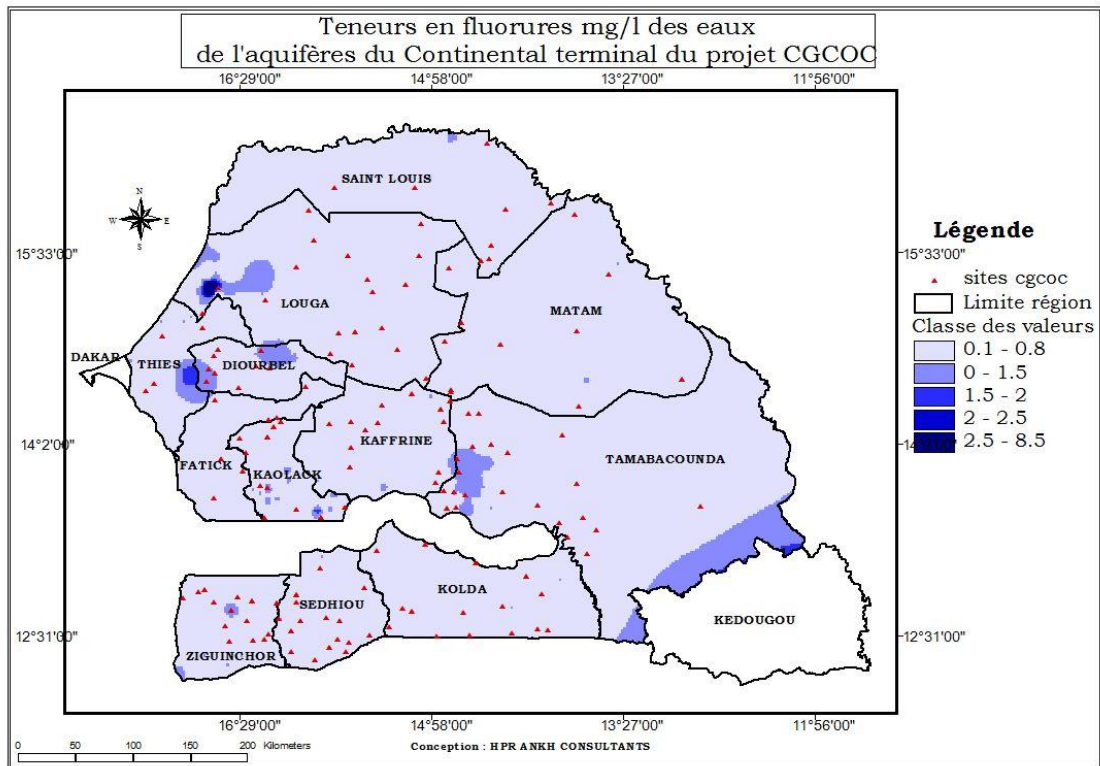 Teneurs en fluorures mg/l des eaux
de l'aquifères du Continental terminal du projet CGCOC
16°29'00" 14°58'00" 13°27'00" 11°56'00"
SAINT LOUIS
N
W E
S
15°33'00" 15°33'00"
LOUGA
MATAM
DAKAR
THIES
DIOURBEL
14°2'00"
KAFFRINE
TAMBACOUNDA
FATICK
KAOLACK
KOLDA
SEDHIOU
KEDOUGOU
12°31'00" 12°31'00"
ZIGUINCHOR
16°29'00" 14°58'00" 13°27'00" 11°56'00"
0 50 100 150 200 Kilometers
Conception : HPR ANKH CONSULTANTS
Légende
sites cgcoc
Limite région
Classe des valeurs
0.1 - 0.8
0 - 1.5
1.5 - 2
2 - 2.5
2.5 - 8.5